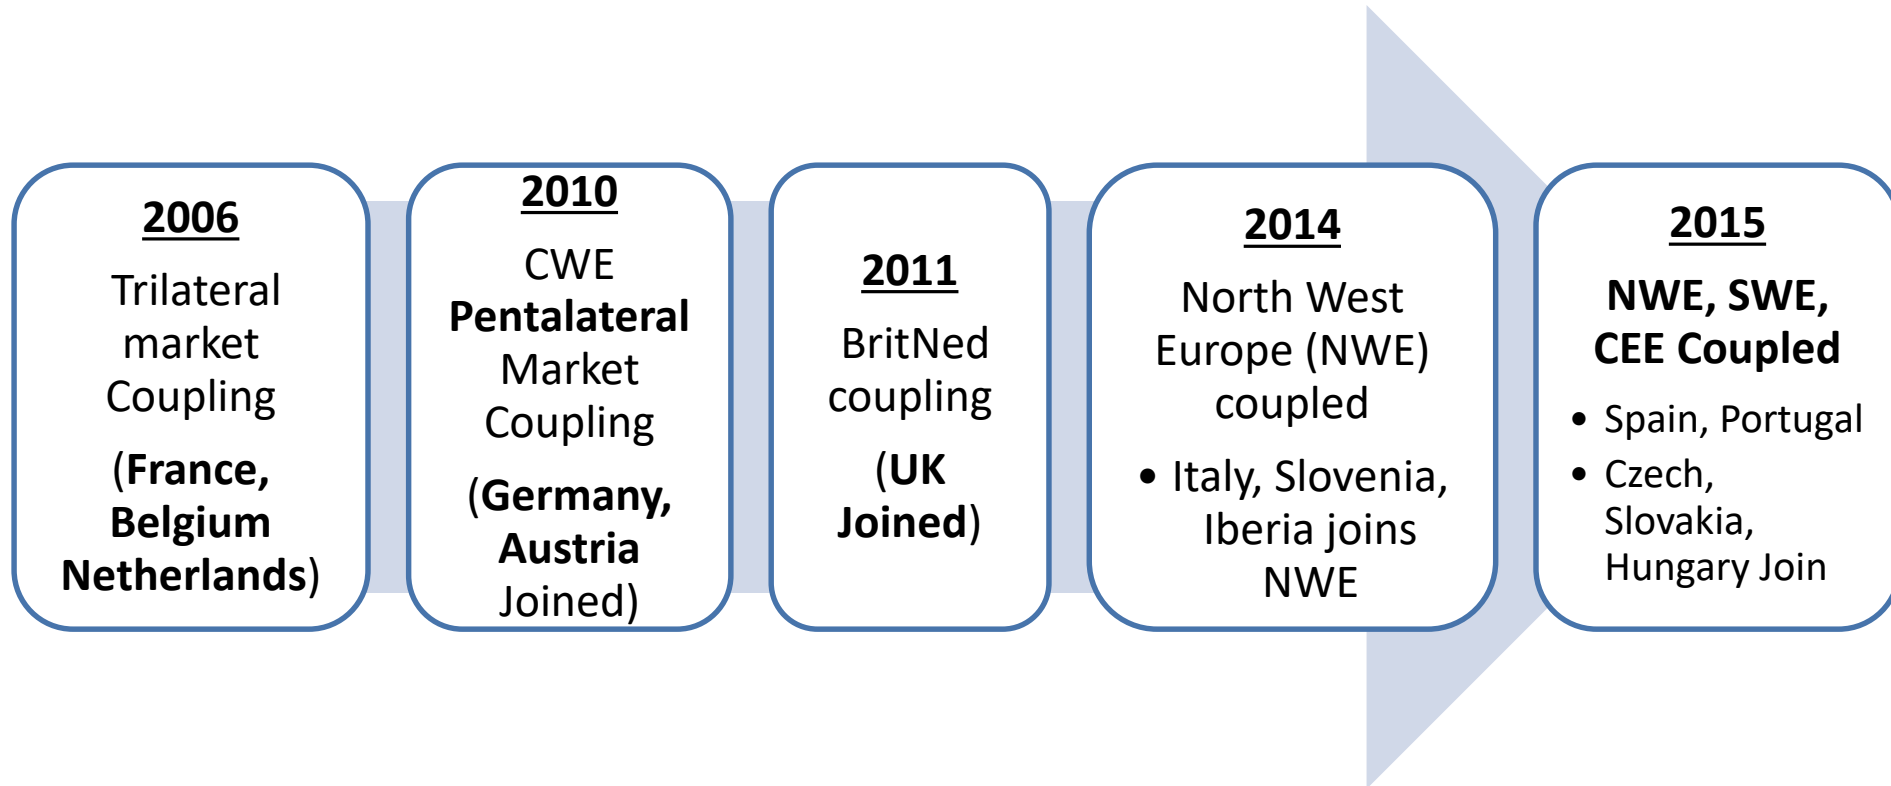 2006
Trilateral
market
Coupling
(France,
Belgium
Netherlands)
2010
CWE
Pentalateral
Market
Coupling
(Germany,
Austria
Joined)
2011
BritNed
coupling
(UK
Joined)
2014
North West
Europe (NWE)
coupled
• Italy, Slovenia,
Iberia joins
NWE
2015
NWE, SWE,
CEE Coupled
• Spain, Portugal
• Czech,
Slovakia,
Hungary Join